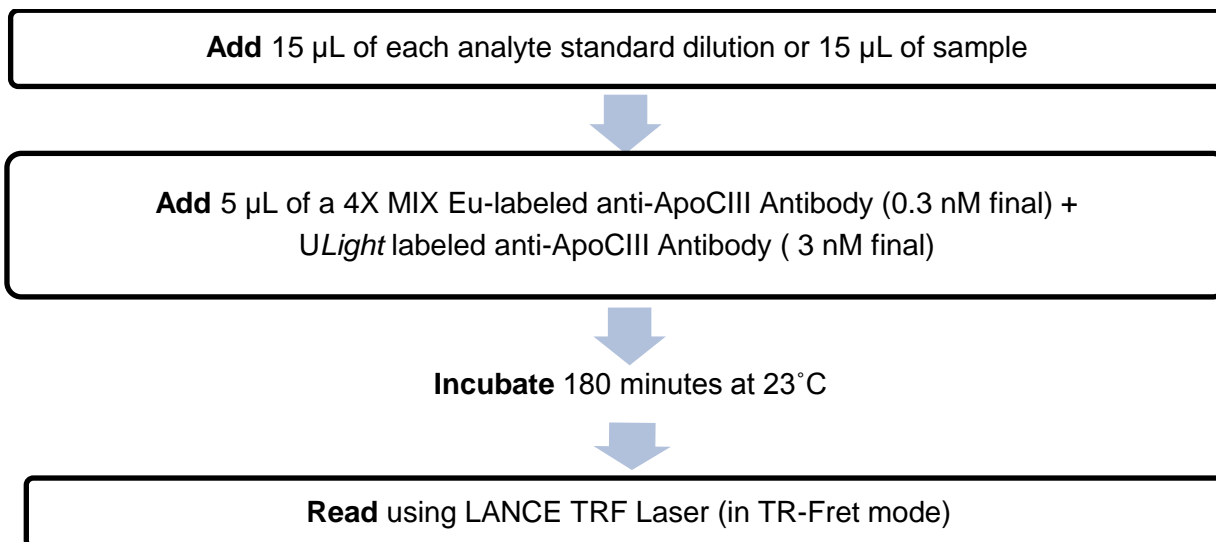 Add 15 µL of each analyte standard dilution or 15 µL of sample
Add 5 µL of a 4X MIX Eu-labeled anti-ApoCIII Antibody (0.3 nM final) +
ULight labeled anti-ApoCIII Antibody ( 3 nM final)
Incubate 180 minutes at 23˚C
Read using LANCE TRF Laser (in TR-Fret mode)